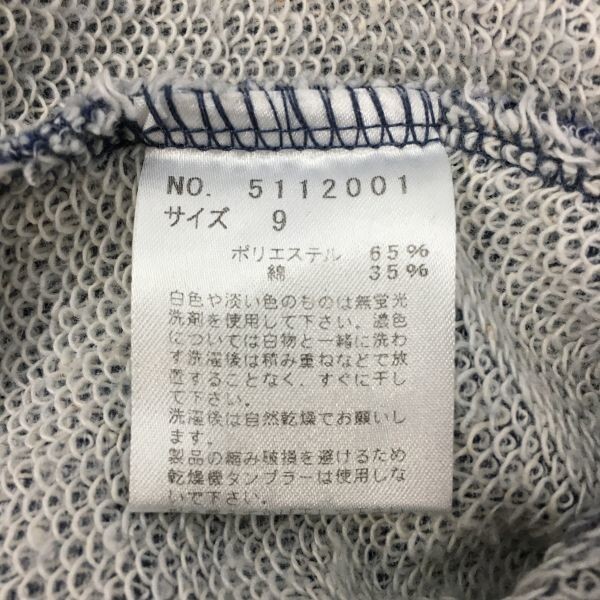 NO. 5112001
サイズ 9
ポリエステル 65%
綿 35%
白色や淡い色のものは無蛍光
洗剤を使用して下さい。濃色
については白物と一緒に洗わ
ず洗濯後は積み重ねなどで放
置することなく、すぐに干し
て下さい。
洗濯後は自然乾燥でお願いし
ます。
製品の縮み破損を避けるため
乾燥機タンブラーは使用しな
いで下さい。